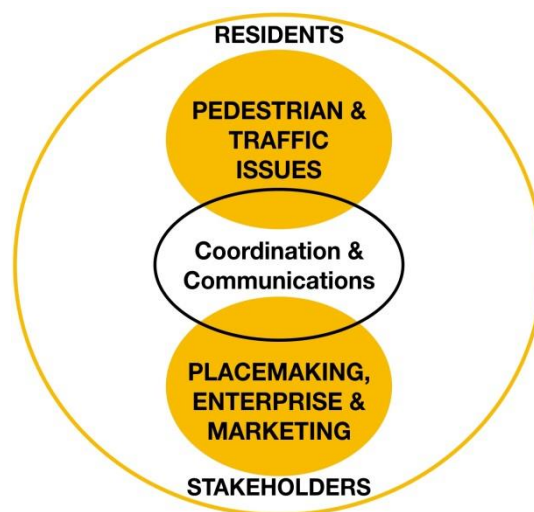 RESIDENTS
PEDESTRIAN &
TRAFFIC
ISSUES
Coordination &
Communications
PLACEMAKING,
ENTERPRISE &
MARKETING
STAKEHOLDERS